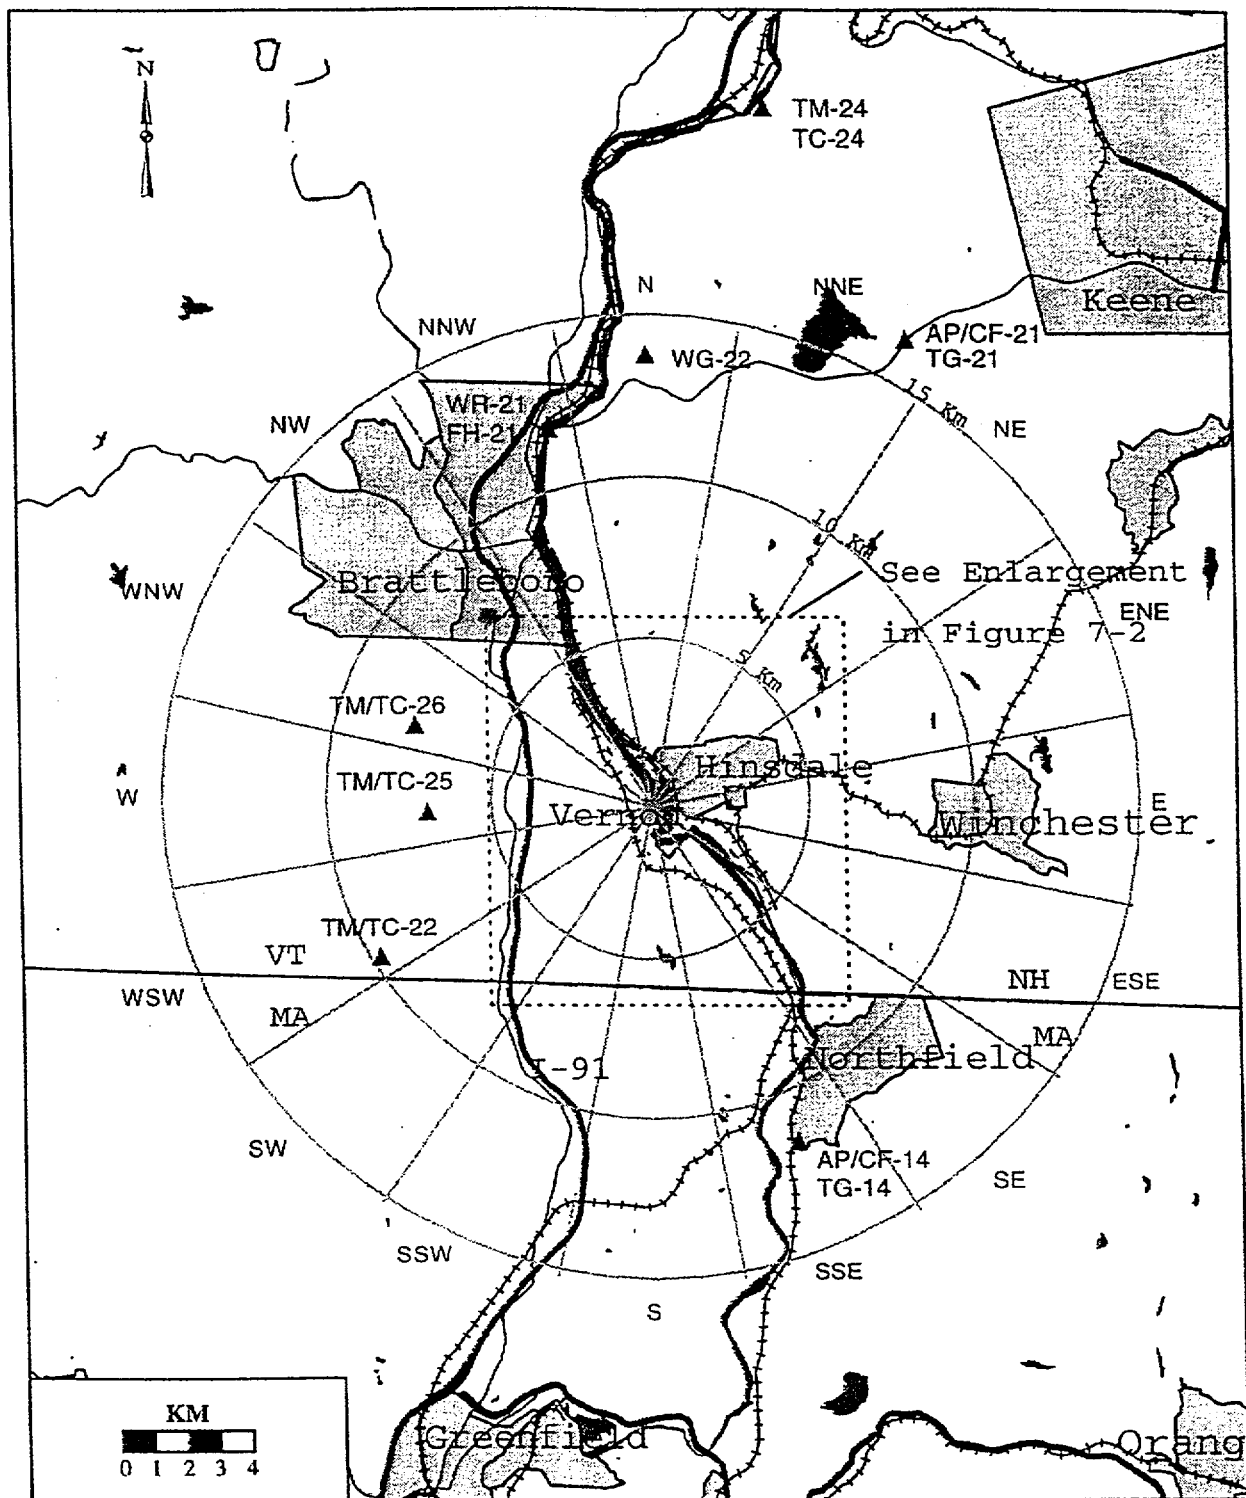 N
TM-24
TC-24
N
NNE
Keene
NNW
AP/CF-21
TG-21
WG-22
15 Km
WR-21
FH-21
NW
NE
10 Km
See Enlargement
in Figure 7-2
Brattleboro
WNW
ENE
5 Km
TM/TC-26
Hinsdale
TM/TC-25
W
E
Vernon
Winchester
TM/TC-22
VT
NH
ESE
WSW
MA
MA
Northfield
I-91
SW
AP/CF-14
TG-14
SE
SSW
SSE
S
KM
0 1 2 3 4
Greenfield
Orang